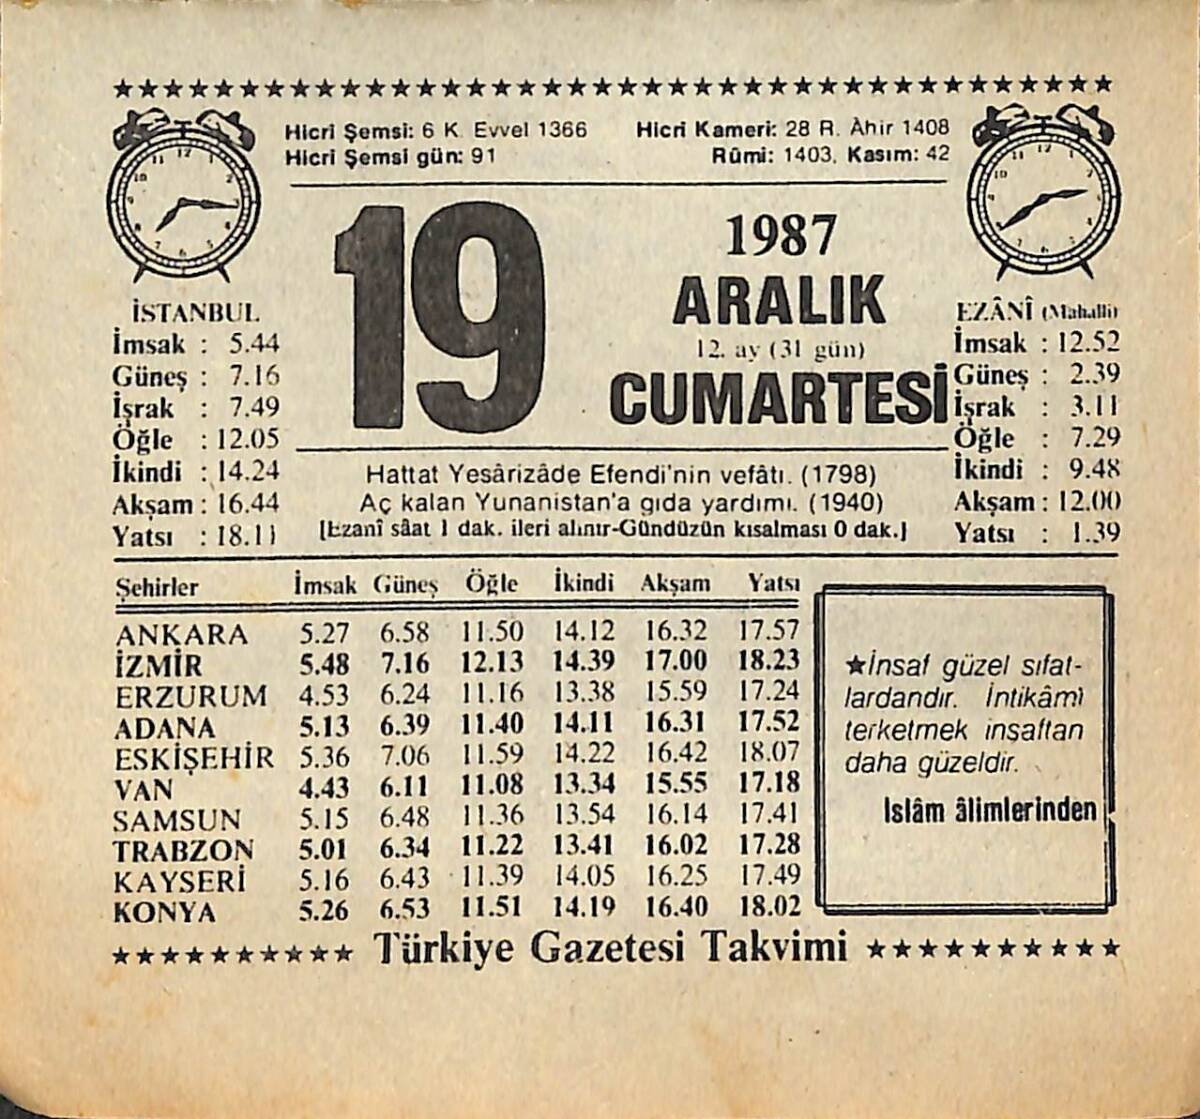 Hicrî Şemsi: 6 K. Evvel 1366
Hicrî Şemsi gün: 91
Hicrî Kameri: 28 R. Âhir 1408
Rûmi: 1403, Kasım: 42
19
1987
ARALIK
12. ay (31 gün)
CUMARTESİ
İSTANBUL
İmsak : 5.44
Güneş : 7.16
İşrak : 7.49
Öğle : 12.05
İkindi : 14.24
Akşam : 16.44
Yatsı : 18.11
EZÂNÎ (Mahalli)
İmsak : 12.52
Güneş : 2.39
İşrak : 3.11
Öğle : 7.29
İkindi : 9.48
Akşam : 12.00
Yatsı : 1.39
Hattat Yesârizâde Efendi'nin vefâtı. (1798)
Aç kalan Yunanistan'a gıda yardımı. (1940)
[Ezanî sâat 1 dak. ileri alınır-Gündüzün kısalması 0 dak.]
Şehirler İmsak Güneş Öğle İkindi Akşam Yatsı
ANKARA 5.27 6.58 11.50 14.12 16.32 17.57
İZMİR 5.48 7.16 12.13 14.39 17.00 18.23
ERZURUM 4.53 6.24 11.16 13.38 15.59 17.24
ADANA 5.13 6.39 11.40 14.11 16.31 17.52
ESKİŞEHİR 5.36 7.06 11.59 14.22 16.42 18.07
VAN 4.43 6.11 11.08 13.34 15.55 17.18
SAMSUN 5.15 6.48 11.36 13.54 16.14 17.41
TRABZON 5.01 6.34 11.22 13.41 16.02 17.28
KAYSERİ 5.16 6.43 11.39 14.05 16.25 17.49
KONYA 5.26 6.53 11.51 14.19 16.40 18.02
★İnsaf güzel sıfat-
lardandır. İntikâmı
terketmek insaftan
daha güzeldir.
Islâm âlimlerinden
Türkiye Gazetesi Takvimi